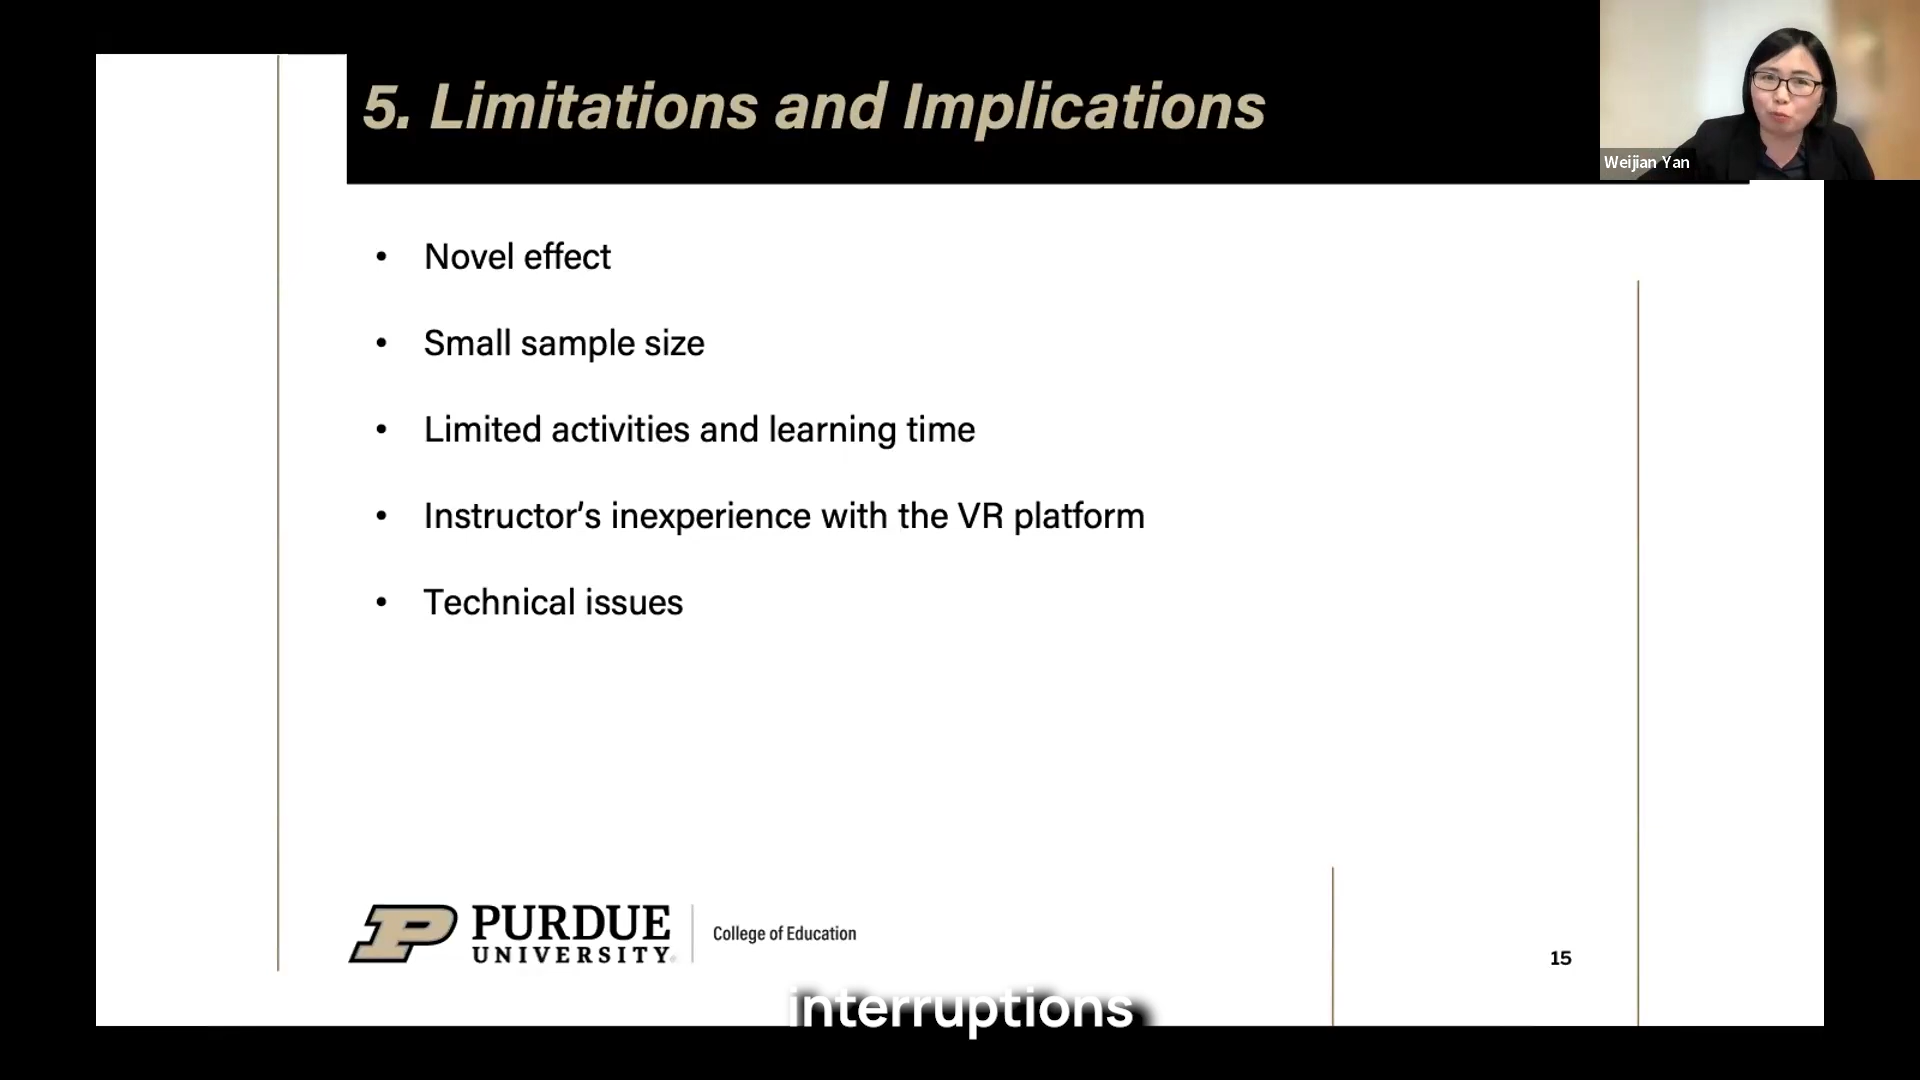 5. Limitations and Implications
Weijian Yan
• Novel effect
• Small sample size
• Limited activities and learning time
• Instructor’s inexperience with the VR platform
• Technical issues
PURDUE
UNIVERSITY
College of Education
15
interruptions